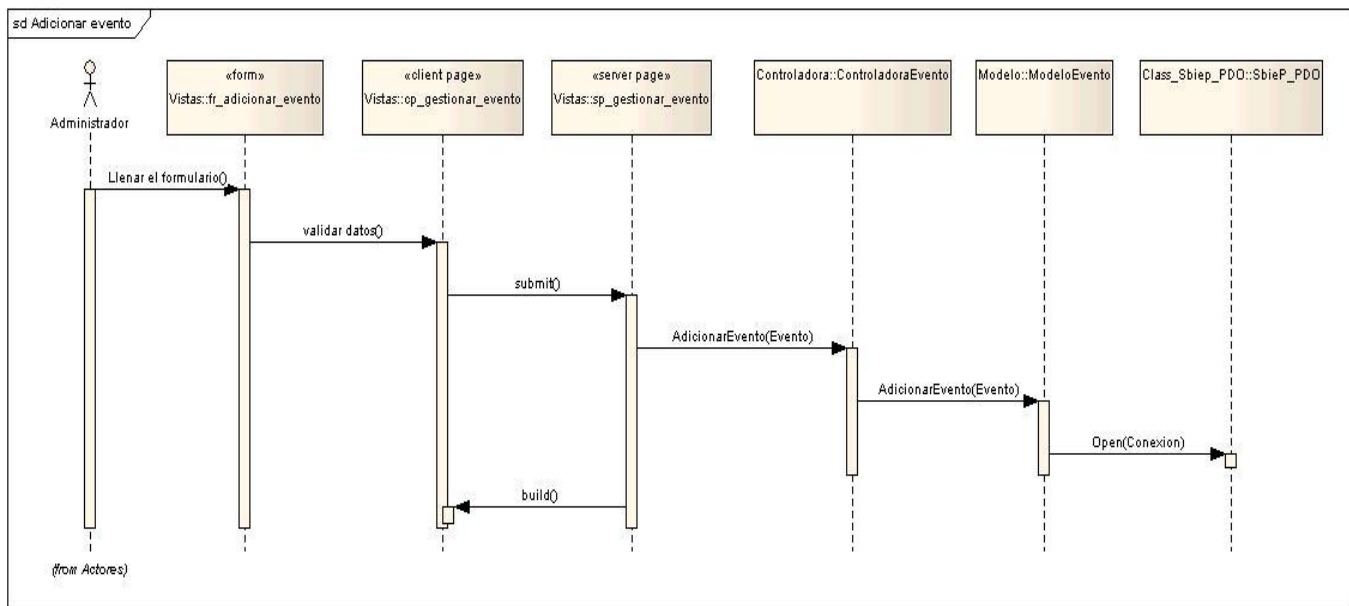 sd Adicionar evento
Administrador
«form»
Vistas::fr_adicionar_evento
«client page»
Vistas::cp_gestionar_evento
«server page»
Vistas::sp_gestionar_evento
Controladora::ControladoraEvento
Modelo::ModeloEvento
Class_Sbiep_PDO::SbieP_PDO
Llenar el formulario()
validar datos()
submit()
AdicionarEvento(Evento)
AdicionarEvento(Evento)
Open(Conexion)
build()
(from Actores)